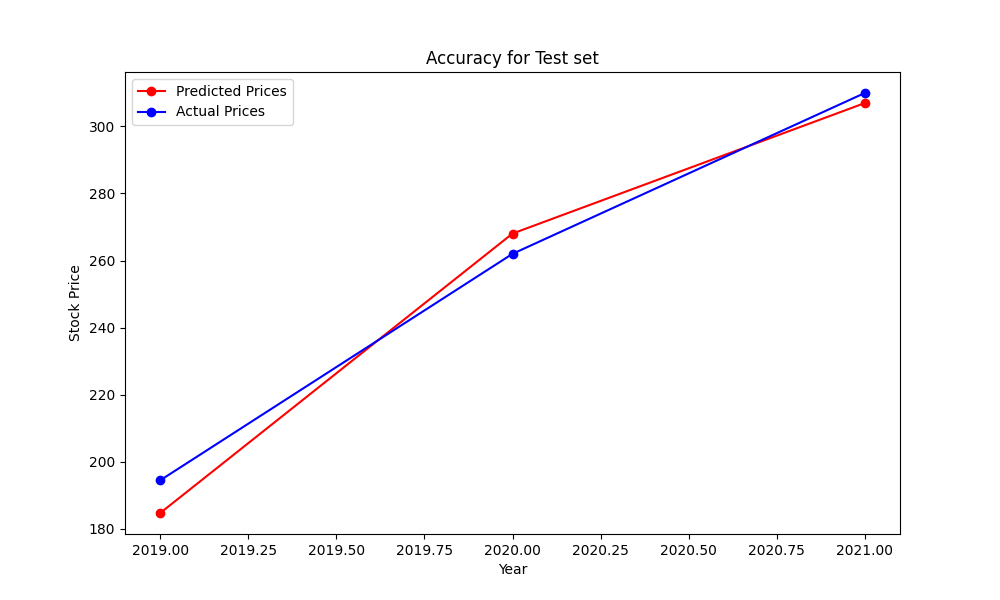 Accuracy for Test set
Predicted Prices
Actual Prices
300
280
260
240
220
200
180
Stock Price
2019.00 2019.25 2019.50 2019.75 2020.00 2020.25 2020.50 2020.75 2021.00
Year